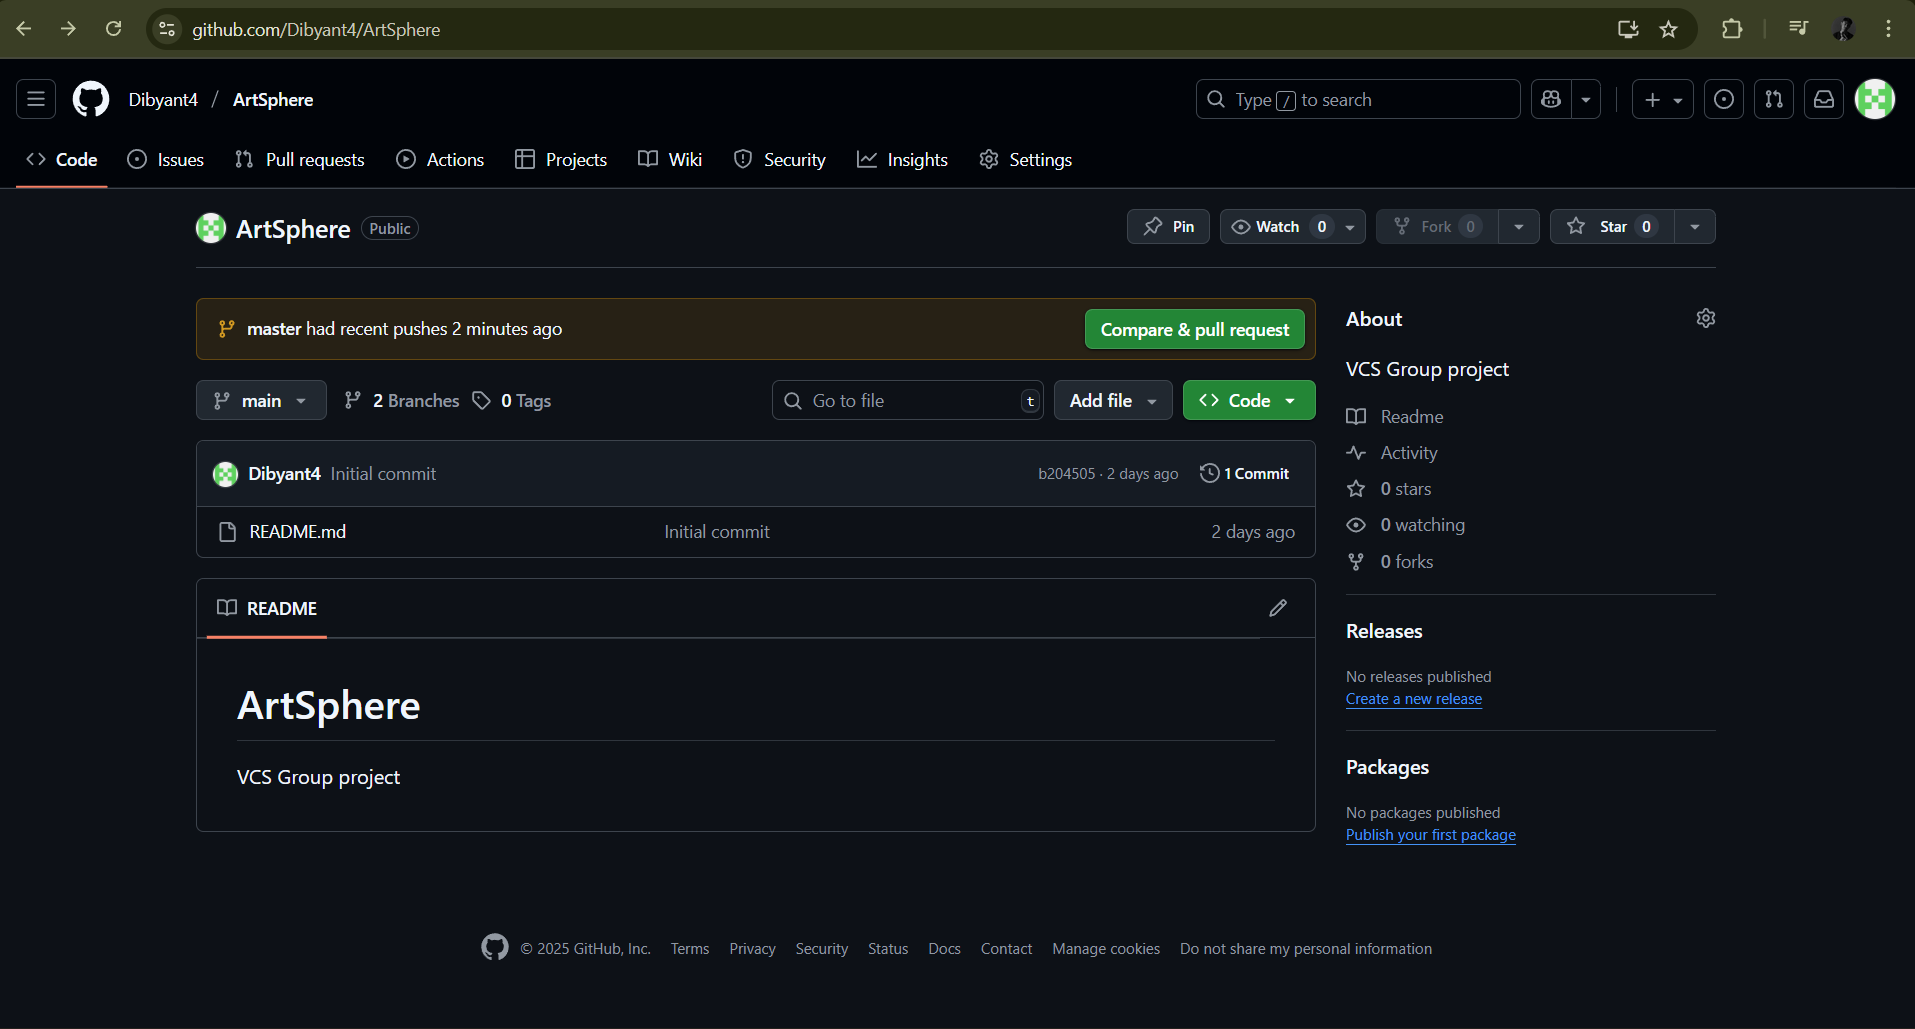 github.com/Dibyant4/ArtSphere
Dibyant4 / ArtSphere
Type / to search
Code Issues Pull requests Actions Projects Wiki Security Insights Settings
ArtSphere Public
Pin Watch 0 Fork 0 Star 0
master had recent pushes 2 minutes ago
Compare & pull request
main 2 Branches 0 Tags
Go to file t
Add file
Code
Dibyant4 Initial commit
b204505 · 2 days ago
1 Commit
README.md Initial commit 2 days ago
README
ArtSphere
VCS Group project
About
VCS Group project
Readme
Activity
0 stars
0 watching
0 forks
Releases
No releases published
Create a new release
Packages
No packages published
Publish your first package
© 2025 GitHub, Inc. Terms Privacy Security Status Docs Contact Manage cookies Do not share my personal information